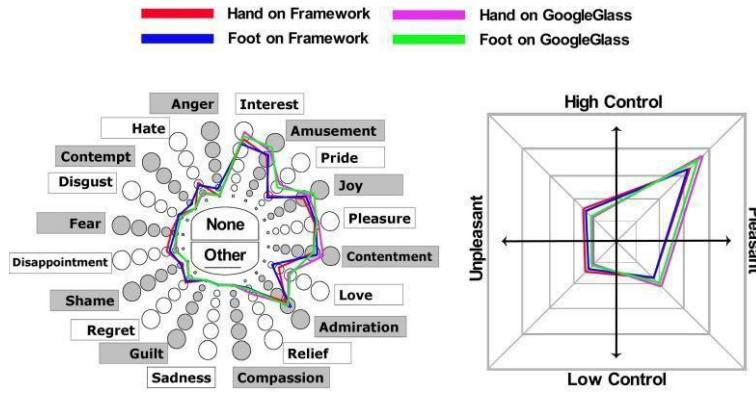 Hand on Framework
Hand on GoogleGlass
Foot on Framework
Foot on GoogleGlass
Anger
Interest
Hate
Amusement
Contempt
Pride
Disgust
Joy
Fear
None
Pleasure
Disappointment
Other
Contentment
Shame
Love
Regret
Admiration
Guilt
Relief
Sadness
Compassion
High Control
Unpleasant
Pleasant
Low Control